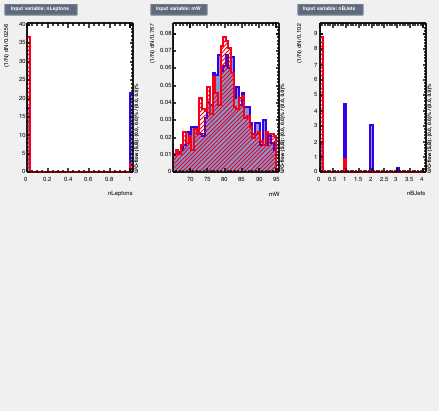 Input variable: nLeptons
(1/N) dN/0.0256
40
35
30
25
20
15
10
5
0
0 0.2 0.4 0.6 0.8 1
nLeptons
Input variable: mW
(1/N) dN/0.767
0.08
0.07
0.06
0.05
0.04
0.03
0.02
0.01
0
70 75 80 85 90 95
mW
Input variable: nBJets
(1/N) dN/0.102
9
8
7
6
5
4
3
2
1
0
0 0.5 1 1.5 2 2.5 3 3.5 4
nBJets